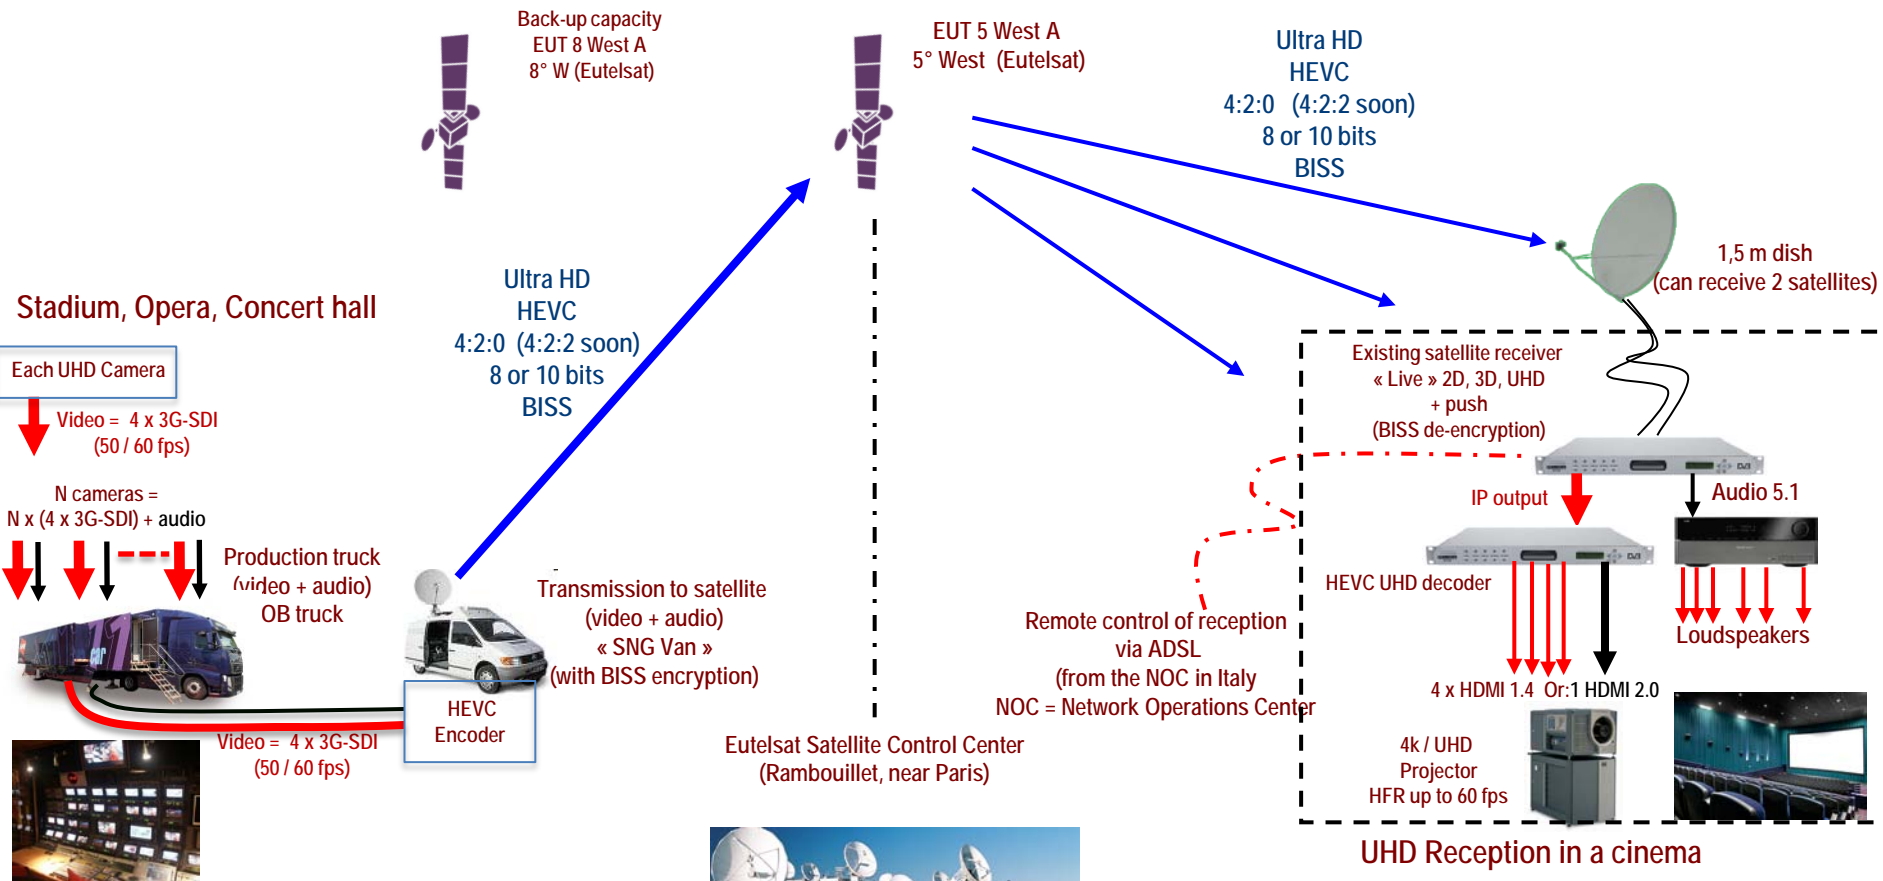 Back-up capacity
EUT 8 West A
8° W (Eutelsat)
EUT 5 West A
5° West (Eutelsat)
Ultra HD
HEVC
4:2:0 (4:2:2 soon)
8 or 10 bits
BISS
1,5 m dish
(can receive 2 satellites)
Stadium, Opera, Concert hall
Each UHD Camera
Video = 4 x 3G-SDI
(50 / 60 fps)
N cameras =
N x (4 x 3G-SDI) + audio
Production truck
(video + audio)
OB truck
Ultra HD
HEVC
4:2:0 (4:2:2 soon)
8 or 10 bits
BISS
Transmission to satellite
(video + audio)
« SNG Van »
(with BISS encryption)
HEVC
Encoder
Video = 4 x 3G-SDI
(50 / 60 fps)
Eutelsat Satellite Control Center
(Rambouillet, near Paris)
Remote control of reception
via ADSL
(from the NOC in Italy
NOC = Network Operations Center
Existing satellite receiver
« Live » 2D, 3D, UHD
+ push
(BISS de-encryption)
IP output
Audio 5.1
HEVC UHD decoder
Loudspeakers
4 x HDMI 1.4 Or:1 HDMI 2.0
4k / UHD
Projector
HFR up to 60 fps
UHD Reception in a cinema